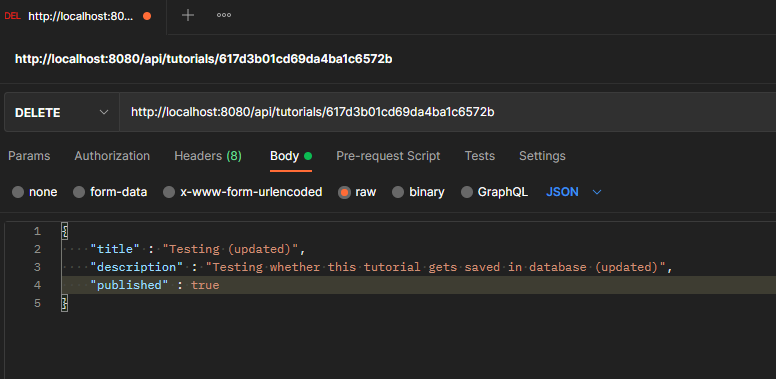 DEL http://localhost:80...
http://localhost:8080/api/tutorials/617d3b01cd69da4ba1c6572b
DELETE http://localhost:8080/api/tutorials/617d3b01cd69da4ba1c6572b
Params Authorization Headers (8) Body Pre-request Script Tests Settings
none form-data x-www-form-urlencoded raw binary GraphQL JSON
1 {
2 "title" : "Testing (updated)",
3 "description" : "Testing whether this tutorial gets saved in database (updated)",
4 "published" : true
5 }